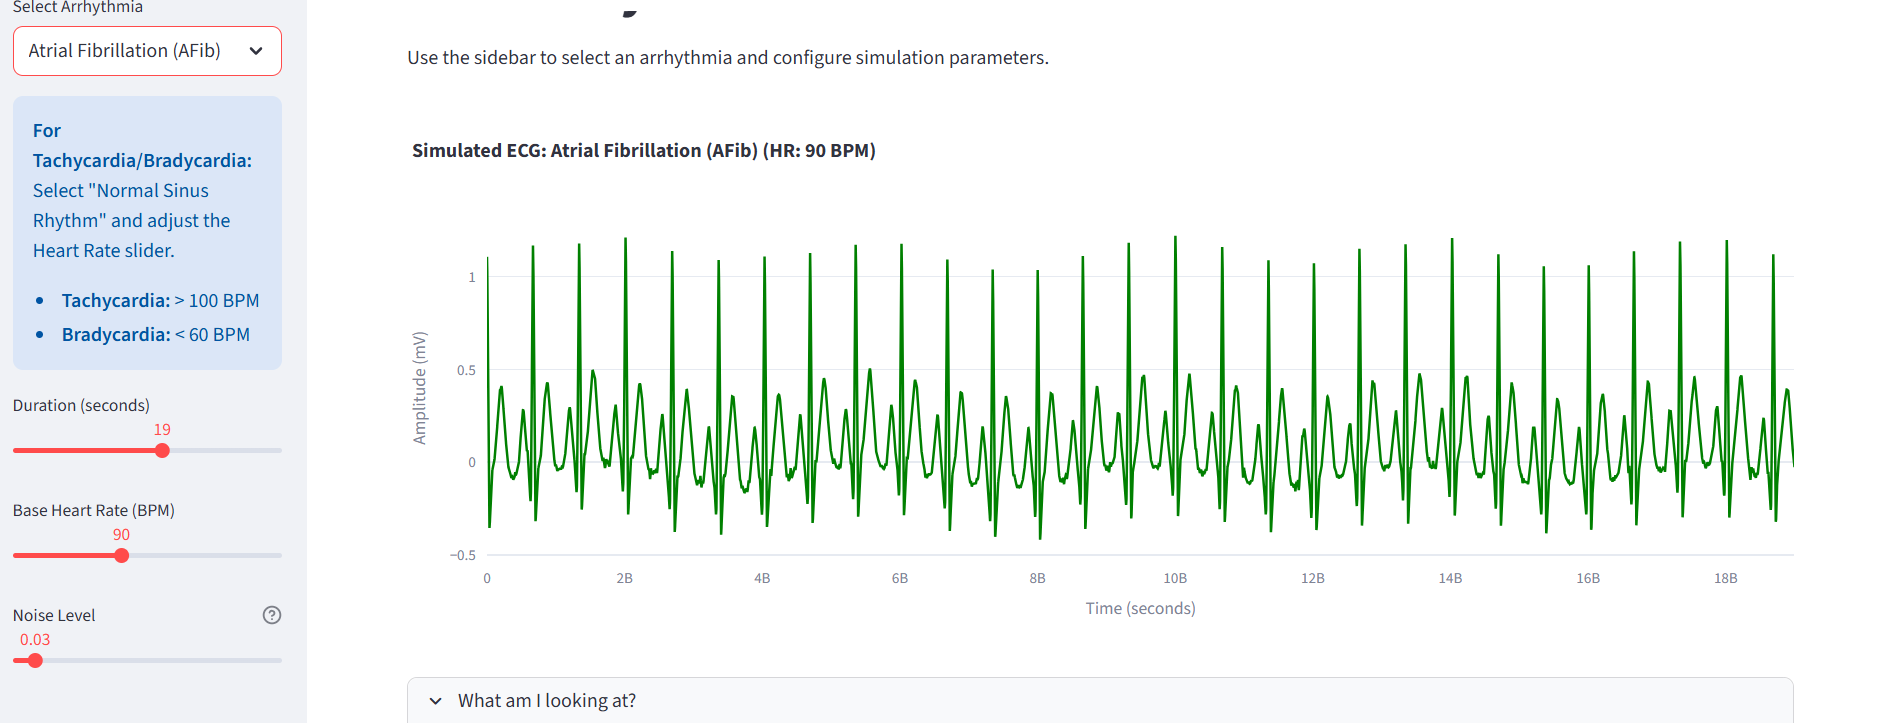 Select Arrhythmia
Atrial Fibrillation (AFib)
For
Tachycardia/Bradycardia:
Select "Normal Sinus
Rhythm" and adjust the
Heart Rate slider.
• Tachycardia: > 100 BPM
• Bradycardia: < 60 BPM
Duration (seconds)
19
Base Heart Rate (BPM)
90
Noise Level
0.03
Use the sidebar to select an arrhythmia and configure simulation parameters.
Simulated ECG: Atrial Fibrillation (AFib) (HR: 90 BPM)
Amplitude (mV)
1
0.5
0
−0.5
0 2B 4B 6B 8B 10B 12B 14B 16B 18B
Time (seconds)
What am I looking at?